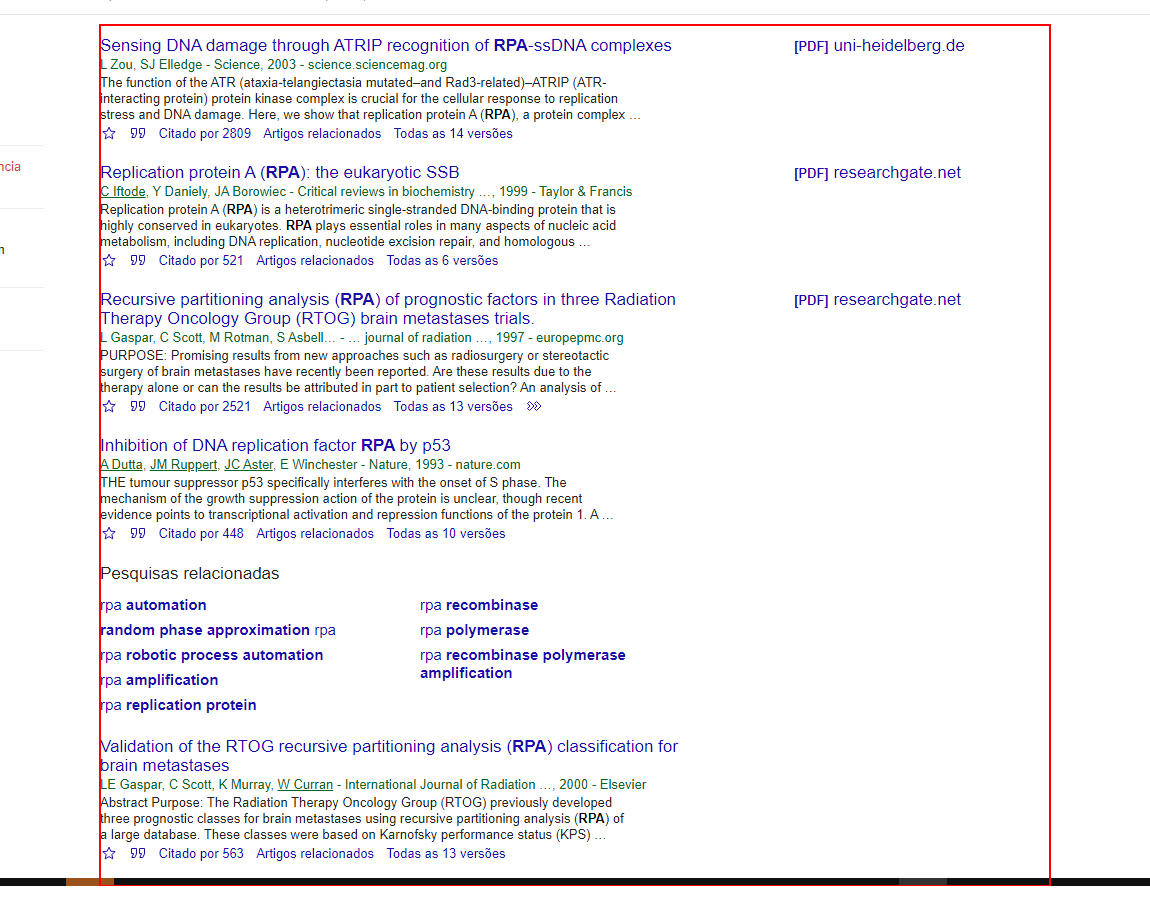 Sensing DNA damage through ATRIP recognition of RPA-ssDNA complexes
[PDF] uni-heidelberg.de
L Zou, SJ Elledge - Science, 2003 - science.sciencemag.org
The function of the ATR (ataxia-telangiectasia mutated–and Rad3-related)–ATRIP (ATR-
interacting protein) protein kinase complex is crucial for the cellular response to replication
stress and DNA damage. Here, we show that replication protein A (RPA), a protein complex …
Citado por 2809 Artigos relacionados Todas as 14 versões
ncia
Replication protein A (RPA): the eukaryotic SSB
[PDF] researchgate.net
C Iftode, Y Daniely, JA Borowiec - Critical reviews in biochemistry …, 1999 - Taylor & Francis
Replication protein A (RPA) is a heterotrimeric single-stranded DNA-binding protein that is
highly conserved in eukaryotes. RPA plays essential roles in many aspects of nucleic acid
metabolism, including DNA replication, nucleotide excision repair, and homologous …
Citado por 521 Artigos relacionados Todas as 6 versões
Recursive partitioning analysis (RPA) of prognostic factors in three Radiation
Therapy Oncology Group (RTOG) brain metastases trials.
[PDF] researchgate.net
L Gaspar, C Scott, M Rotman, S Asbell… - … journal of radiation …, 1997 - europepmc.org
PURPOSE: Promising results from new approaches such as radiosurgery or stereotactic
surgery of brain metastases have recently been reported. Are these results due to the
therapy alone or can the results be attributed in part to patient selection? An analysis of …
Citado por 2521 Artigos relacionados Todas as 13 versões
Inhibition of DNA replication factor RPA by p53
A Dutta, JM Ruppert, JC Aster, E Winchester - Nature, 1993 - nature.com
THE tumour suppressor p53 specifically interferes with the onset of S phase. The
mechanism of the growth suppression action of the protein is unclear, though recent
evidence points to transcriptional activation and repression functions of the protein 1. A …
Citado por 448 Artigos relacionados Todas as 10 versões
Pesquisas relacionadas
rpa automation
random phase approximation rpa
rpa robotic process automation
rpa amplification
rpa replication protein
rpa recombinase
rpa polymerase
rpa recombinase polymerase
amplification
Validation of the RTOG recursive partitioning analysis (RPA) classification for
brain metastases
LE Gaspar, C Scott, K Murray, W Curran - International Journal of Radiation …, 2000 - Elsevier
Abstract Purpose: The Radiation Therapy Oncology Group (RTOG) previously developed
three prognostic classes for brain metastases using recursive partitioning analysis (RPA) of
a large database. These classes were based on Karnofsky performance status (KPS) …
Citado por 563 Artigos relacionados Todas as 13 versões